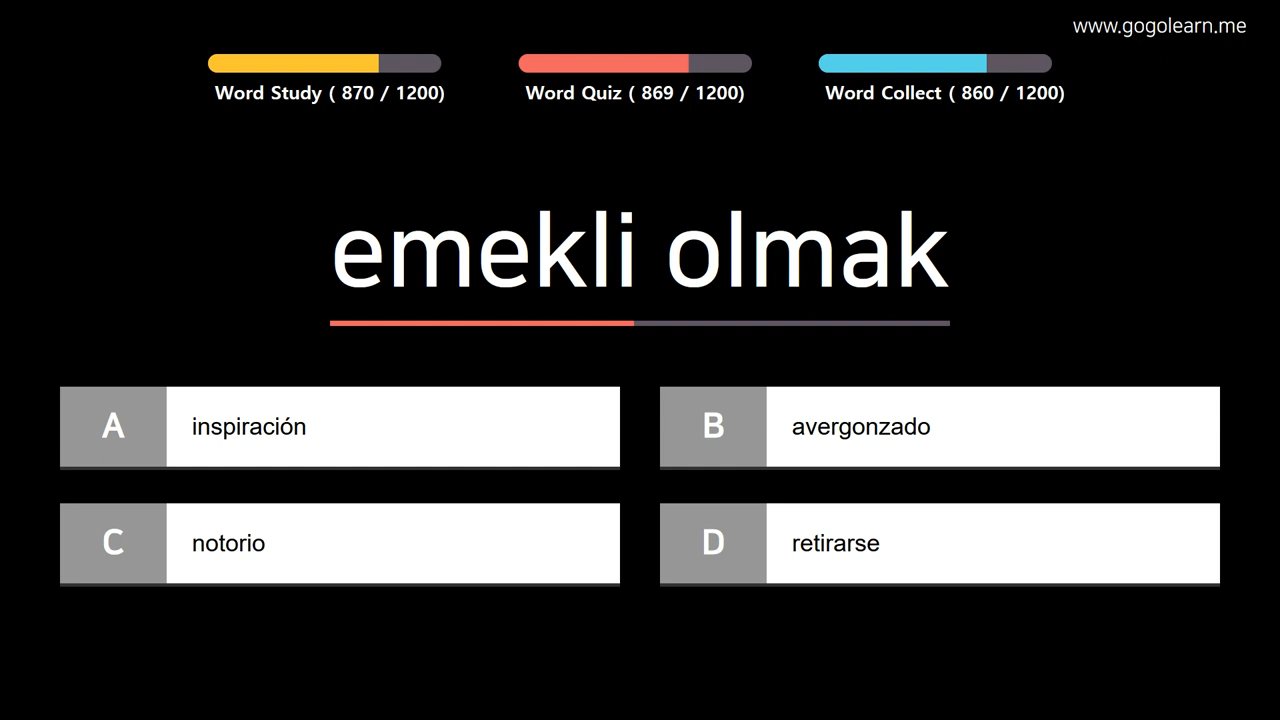 www.gogolearn.me
Word Study ( 870 / 1200)
Word Quiz ( 869 / 1200)
Word Collect ( 860 / 1200)
emekli olmak
A inspiración
B avergonzado
C notorio
D retirarse